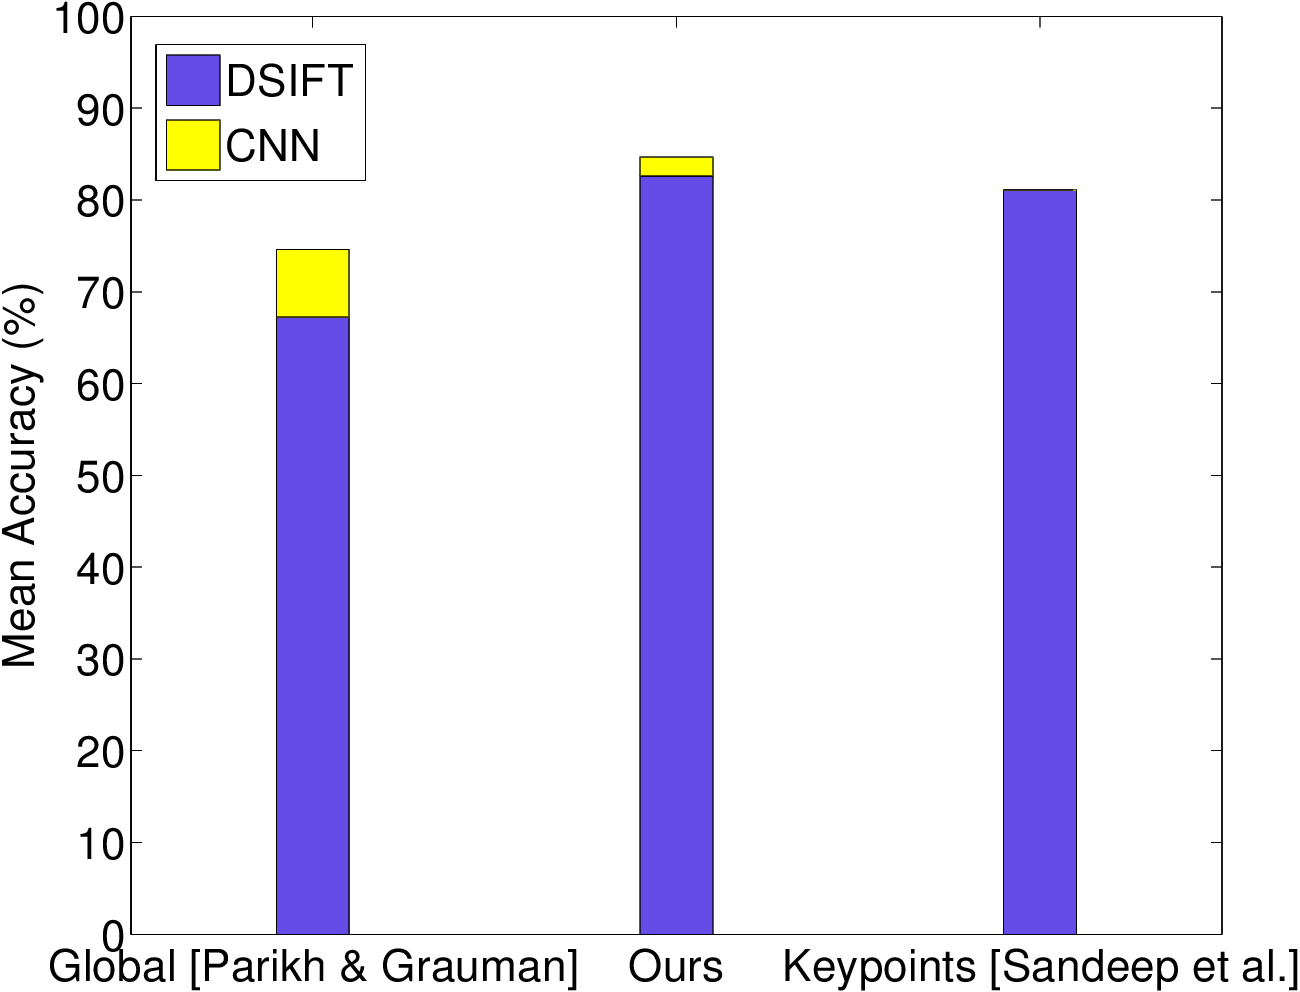 100
90
80
70
60
50
40
30
20
10
0
Mean Accuracy (%)
DSIFT
CNN
Global [Parikh & Grauman]
Ours
Keypoints [Sandeep et al.]